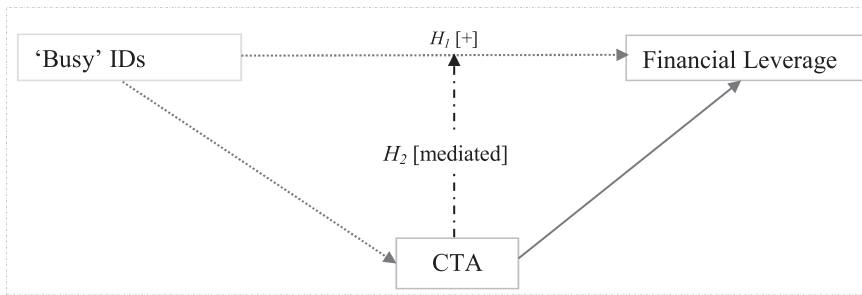 H₁ [+]
'Busy' IDs
Financial Leverage
H₂ [mediated]
CTA